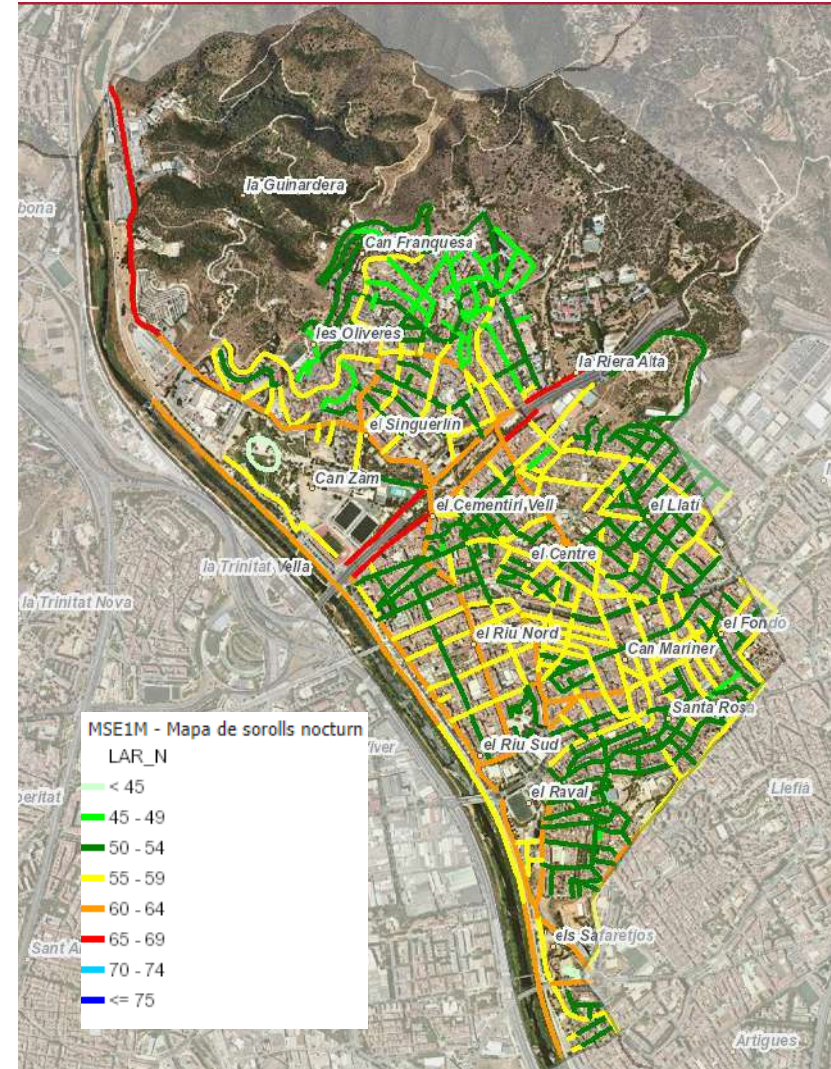 la Guinardera
bona
Can Franquesa
les Oliveres
la Riera Alta
el Singuerlín
Can Zam
el Cementiri Vell
el Llatí
la Trinitat Vella
el Centre
la Trinitat Nova
el Riu Nord
el Fondo
Can Mariner
Santa Rosa
MSE1M - Mapa de sorolls nocturn
LAR_N
< 45
45 - 49
50 - 54
55 - 59
60 - 64
65 - 69
70 - 74
<= 75
el Riu Sud
el Raval
Llefià
peritat
els Safaretjos
Sant A
Artigues